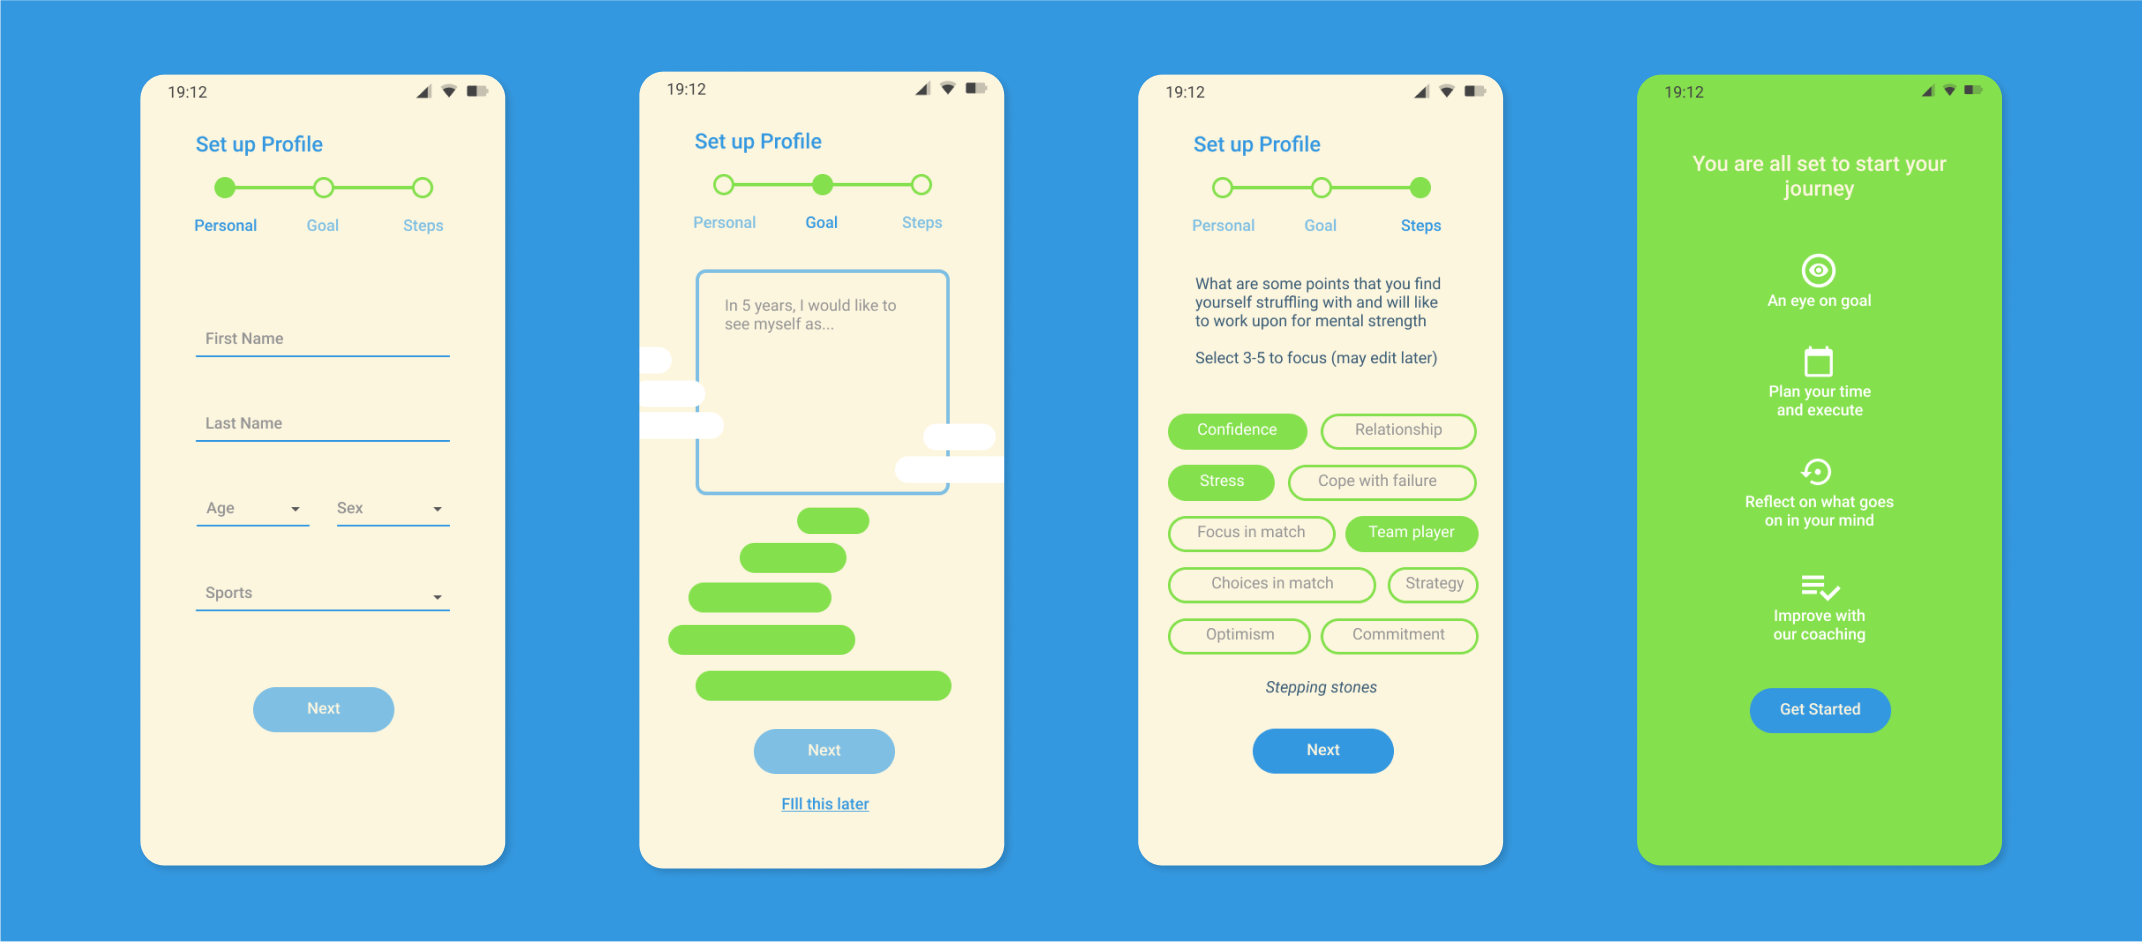 19:12
Set up Profile
Personal Goal Steps
First Name
Last Name
Age Sex
Sports
Next
19:12
Set up Profile
Personal Goal Steps
In 5 years, I would like to
see myself as...
Next
FIll this later
19:12
Set up Profile
Personal Goal Steps
What are some points that you find
yourself struffling with and will like
to work upon for mental strength
Select 3-5 to focus (may edit later)
Confidence Relationship
Stress Cope with failure
Focus in match Team player
Choices in match Strategy
Optimism Commitment
Stepping stones
Next
19:12
You are all set to start your
journey
An eye on goal
Plan your time
and execute
Reflect on what goes
on in your mind
Improve with
our coaching
Get Started